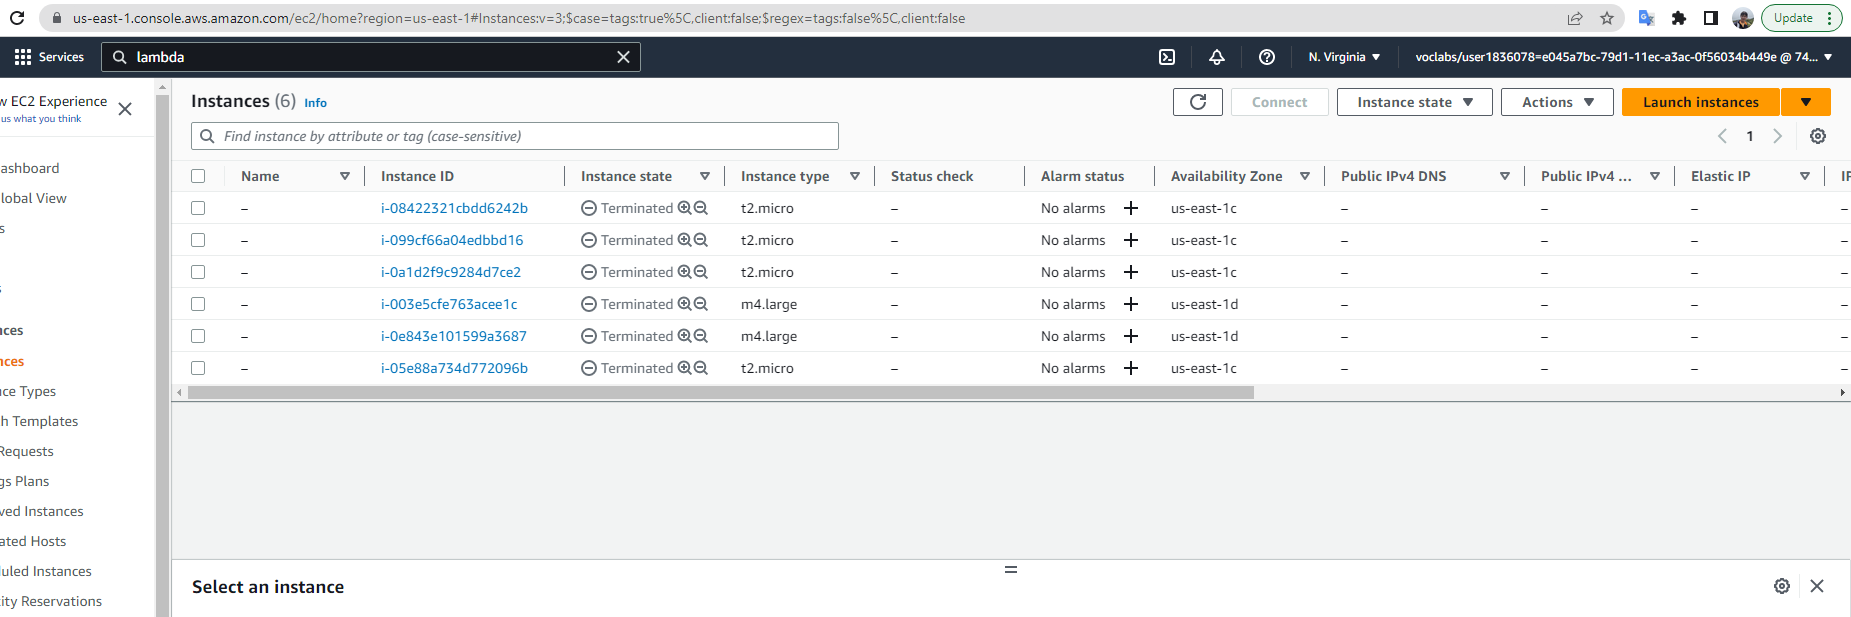 us-east-1.console.aws.amazon.com/ec2/home?region=us-east-1#Instances:v=3;$case=tags:true%5C,client:false;$regex=tags:false%5C,client:false
Update
Services
lambda
N. Virginia
voclabs/user1836078=e045a7bc-79d1-11ec-a3ac-0f56034b449e @ 74...
w EC2 Experience
us what you think
ashboard
lobal View
s
s
nces
nces
ce Types
h Templates
Requests
gs Plans
ved Instances
ated Hosts
uled Instances
ity Reservations
Instances (6) Info
Connect
Instance state
Actions
Launch instances
Find instance by attribute or tag (case-sensitive)
1
Name Instance ID Instance state Instance type Status check Alarm status Availability Zone Public IPv4 DNS Public IPv4 ... Elastic IP IP
– i-08422321cbdd6242b Terminated t2.micro – No alarms + us-east-1c – – – –
– i-099cf66a04edbbd16 Terminated t2.micro – No alarms + us-east-1c – – – –
– i-0a1d2f9c9284d7ce2 Terminated t2.micro – No alarms + us-east-1c – – – –
– i-003e5cfe763acee1c Terminated m4.large – No alarms + us-east-1d – – – –
– i-0e843e101599a3687 Terminated m4.large – No alarms + us-east-1d – – – –
– i-05e88a734d772096b Terminated t2.micro – No alarms + us-east-1c – – – –
Select an instance